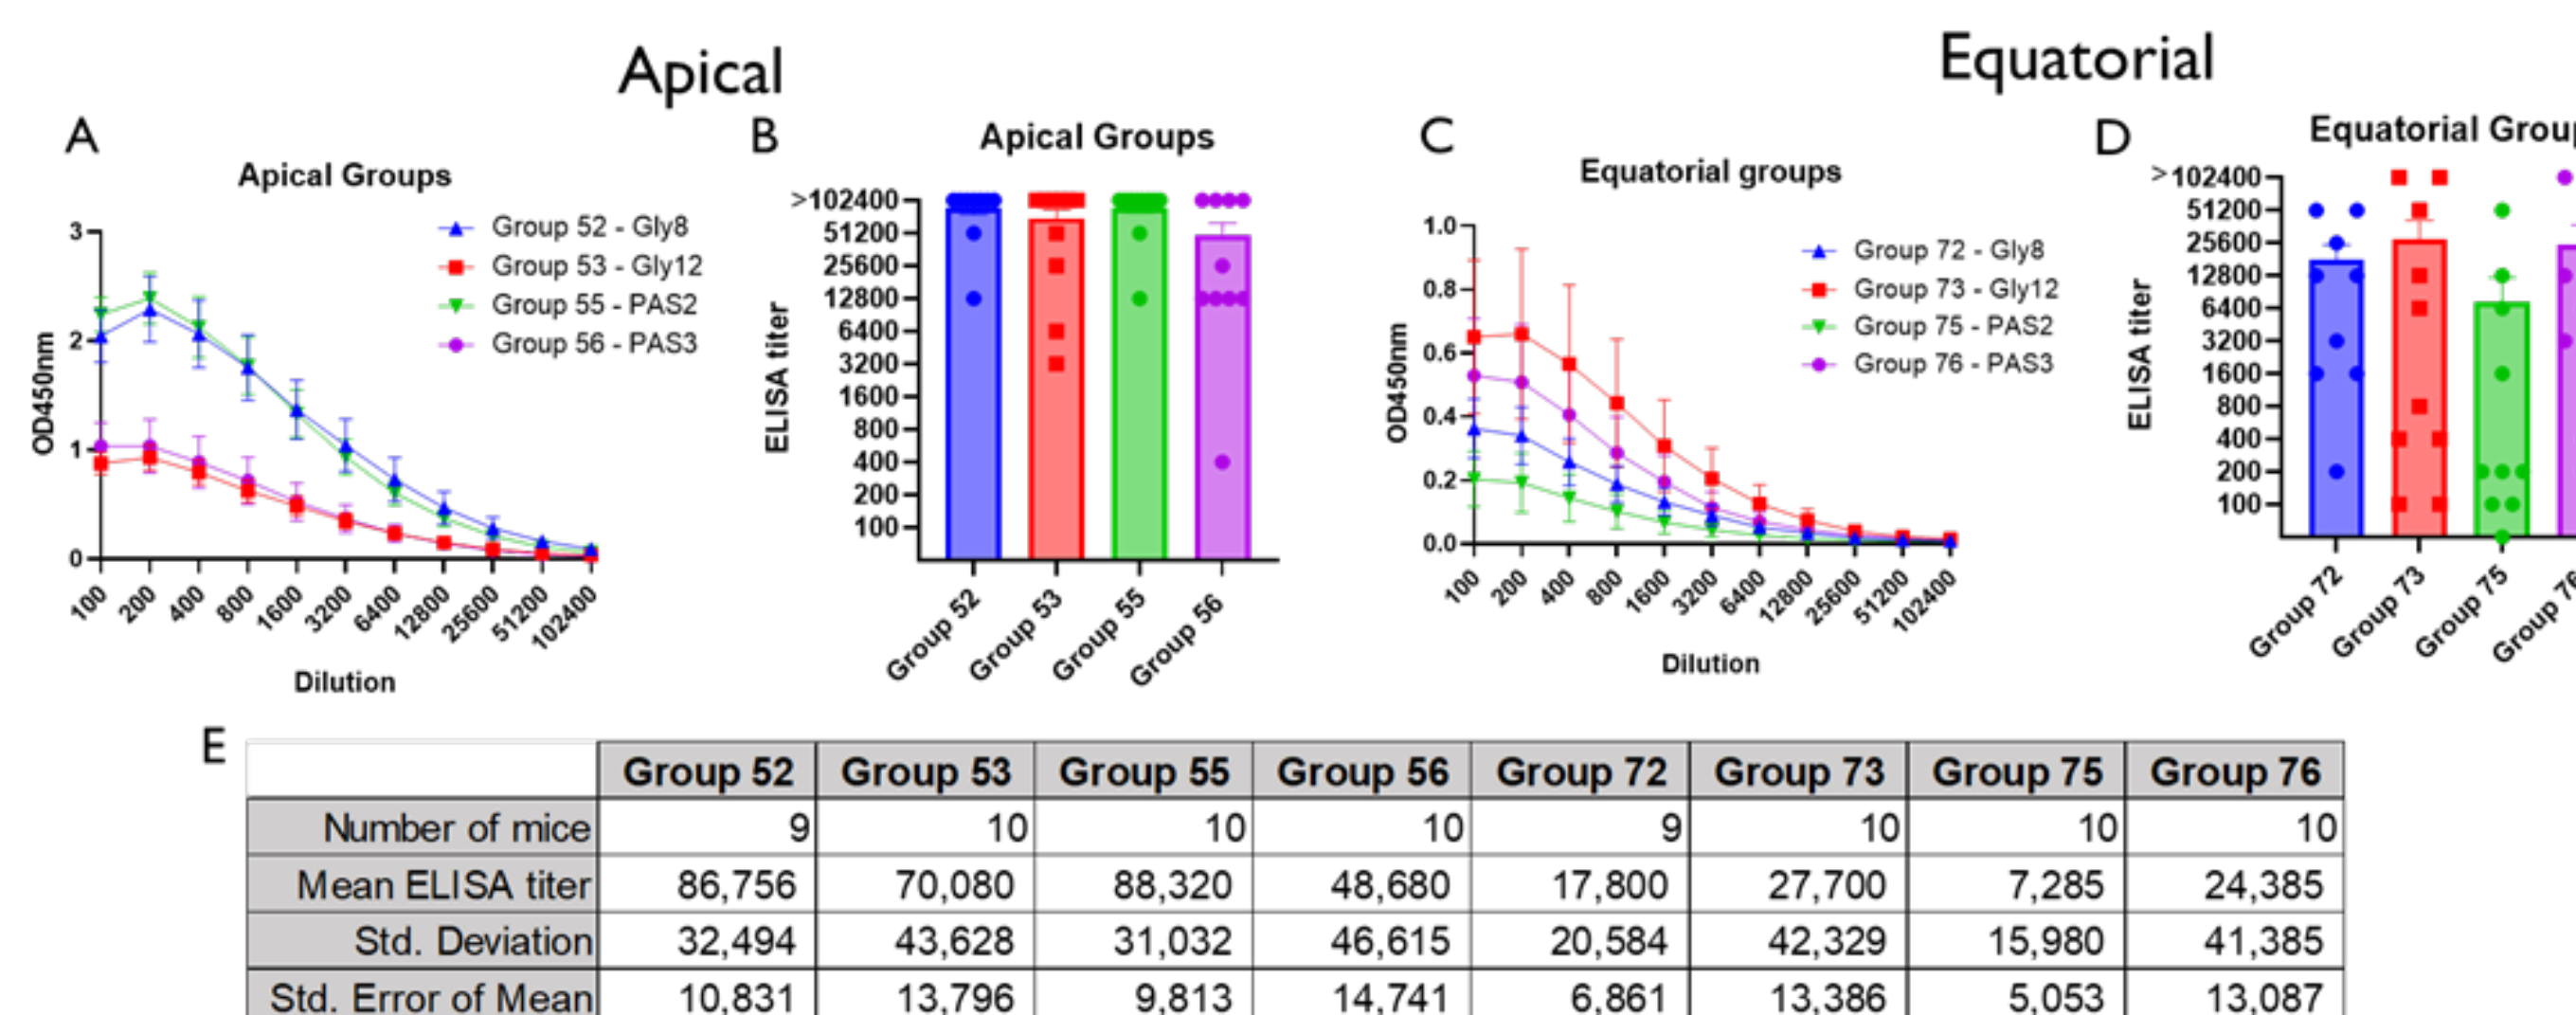 Apical
Equatorial
A
Apical Groups
Group 52 - Gly8
Group 53 - Gly12
Group 55 - PAS2
Group 56 - PAS3
OD450nm
3
2
1
0
100
200
400
800
1600
3200
6400
12800
25600
51200
102400
Dilution
B
Apical Groups
ELISA titer
>102400
51200
25600
12800
6400
3200
1600
800
400
200
100
Group 52
Group 53
Group 55
Group 56
C
Equatorial groups
Group 72 - Gly8
Group 73 - Gly12
Group 75 - PAS2
Group 76 - PAS3
OD450nm
1.0
0.8
0.6
0.4
0.2
0.0
100
200
400
800
1600
3200
6400
12800
25600
51200
102400
Dilution
D
Equatorial Grou
ELISA titer
>102400
51200
25600
12800
6400
3200
1600
800
400
200
100
Group 72
Group 73
Group 75
Group 76
E
Group 52 Group 53 Group 55 Group 56 Group 72 Group 73 Group 75 Group 76
Number of mice 9 10 10 10 9 10 10 10
Mean ELISA titer 86,756 70,080 88,320 48,680 17,800 27,700 7,285 24,385
Std. Deviation 32,494 43,628 31,032 46,615 20,584 42,329 15,980 41,385
Std. Error of Mean 10,831 13,796 9,813 14,741 6,861 13,386 5,053 13,087